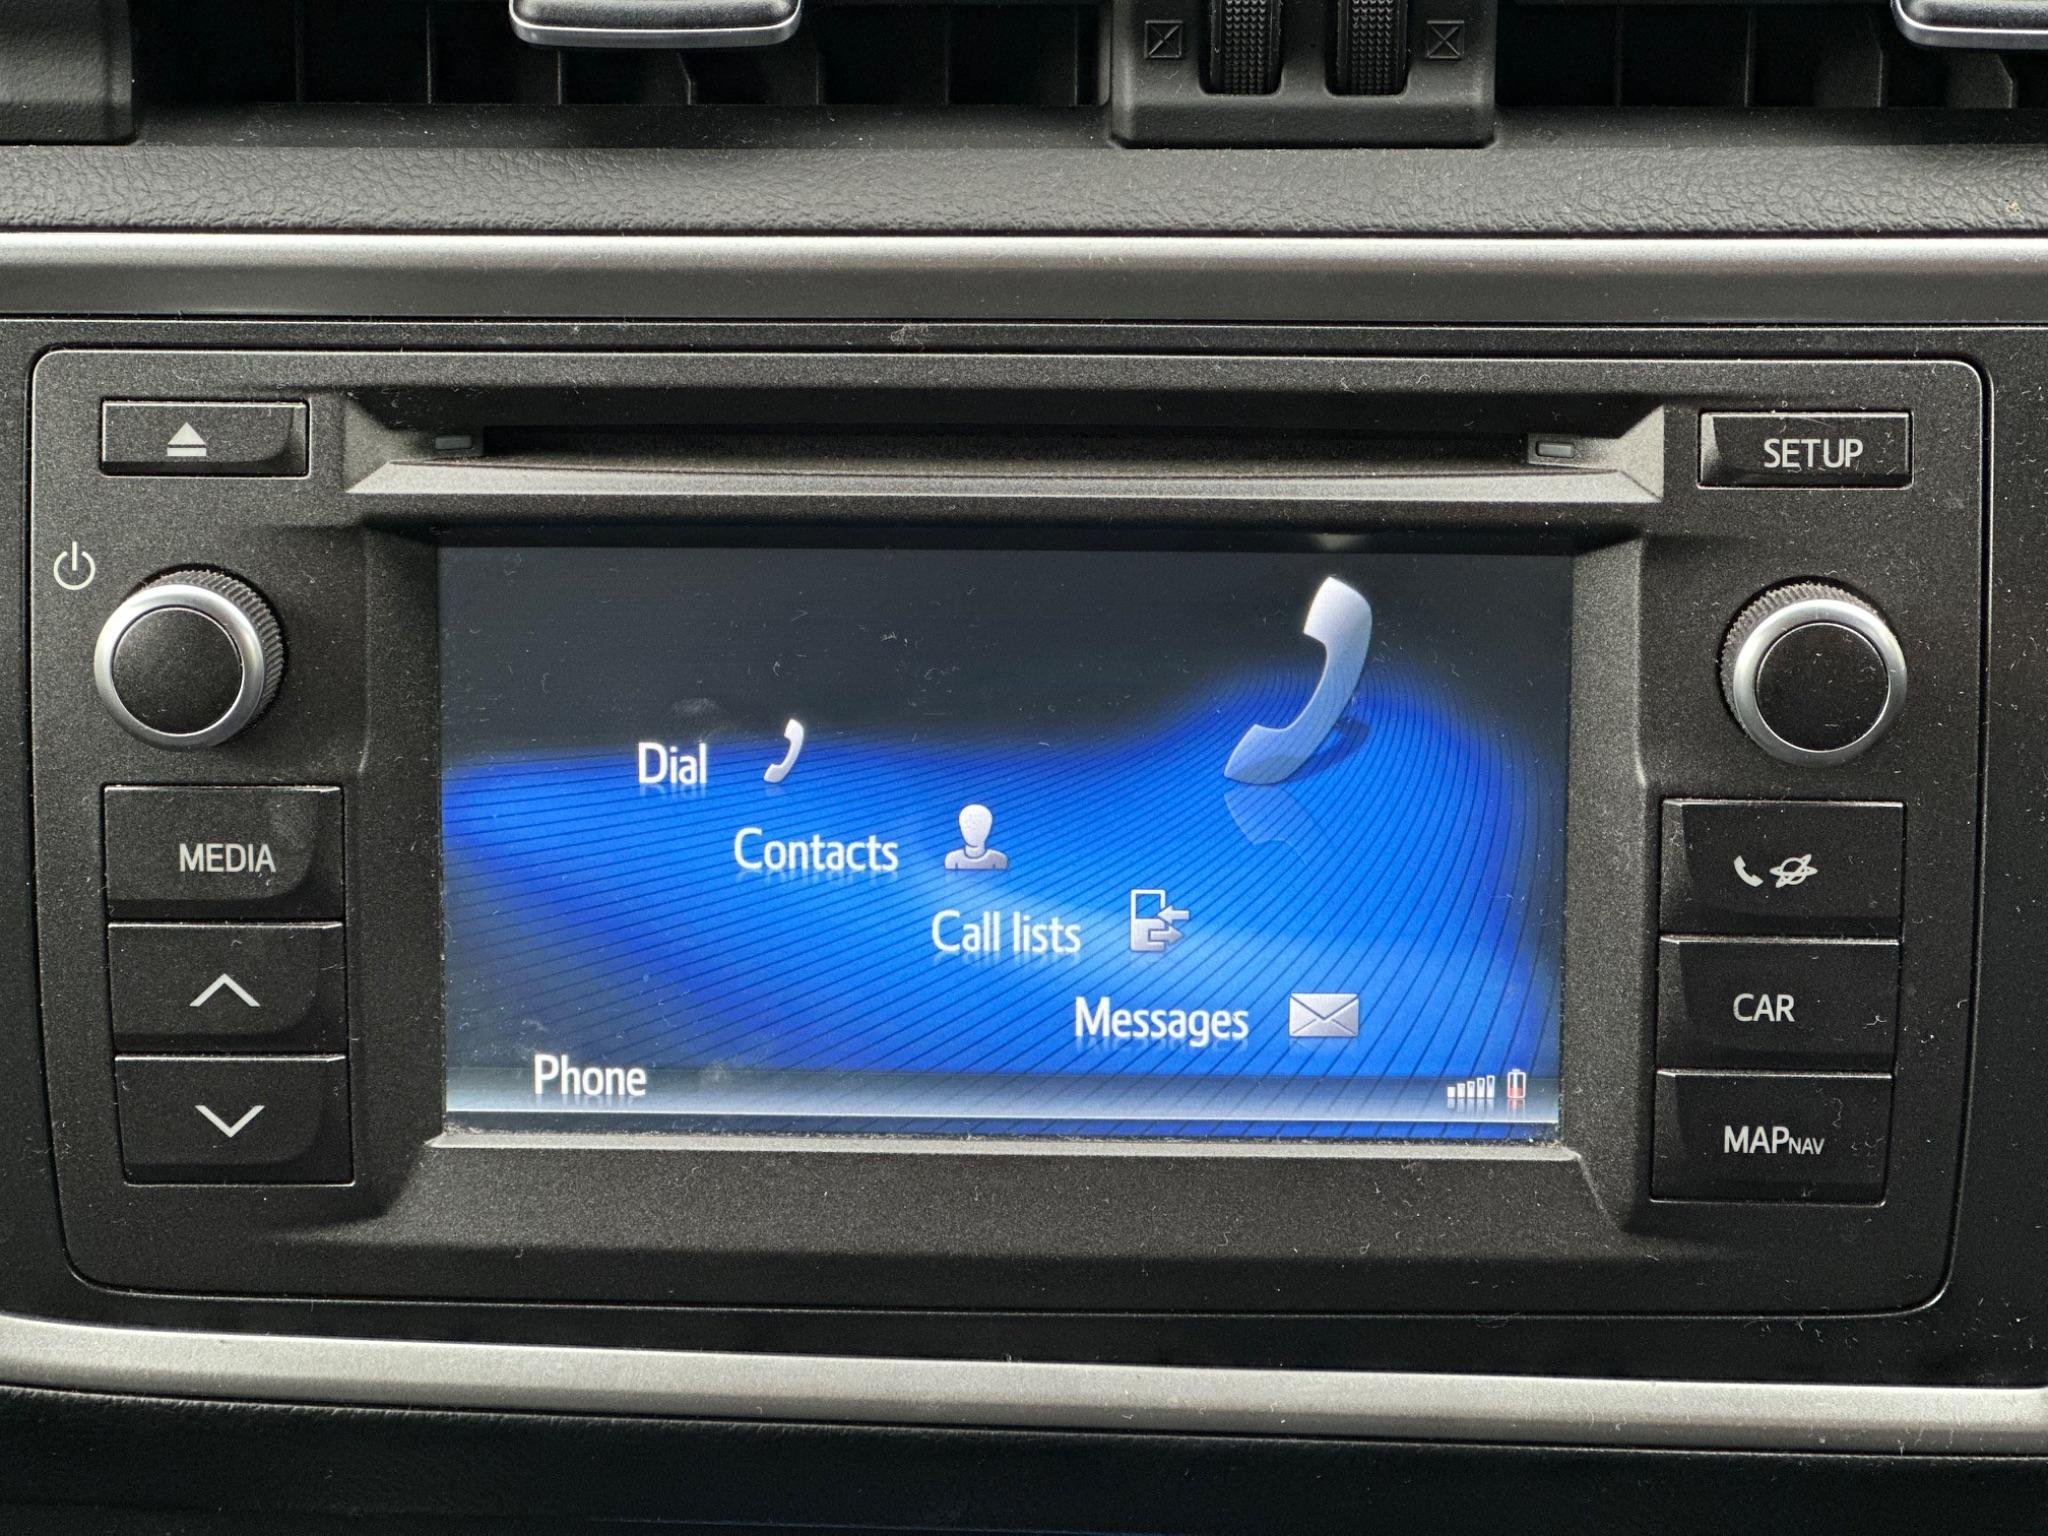 SETUP
MEDIA
Dial
Contacts
Call lists
Messages
Phone
CAR
MAPNAV